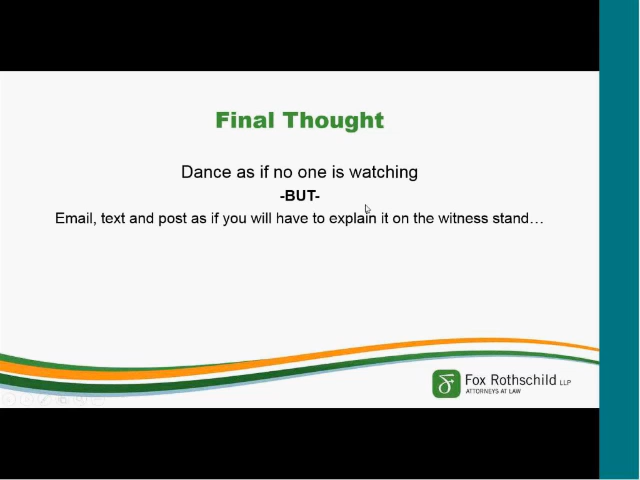 Final Thought
Dance as if no one is watching
-BUT-
Email, text and post as if you will have to explain it on the witness stand…
Fox Rothschild LLP
ATTORNEYS AT LAW